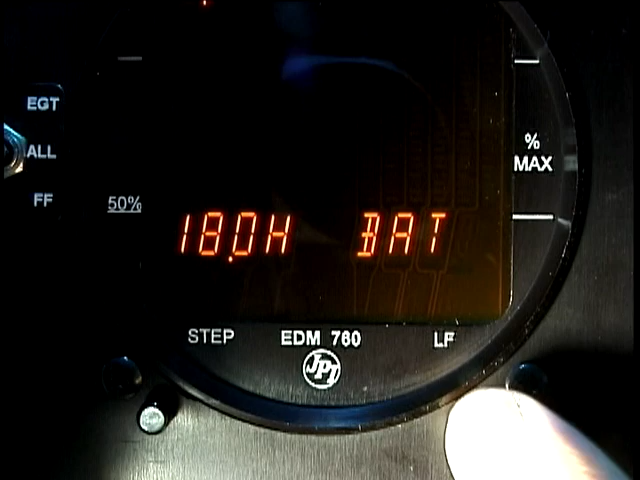 EGT
ALL
FF
50%
%
MAX
18.0H BAT
STEP
EDM 760
LF
JPI